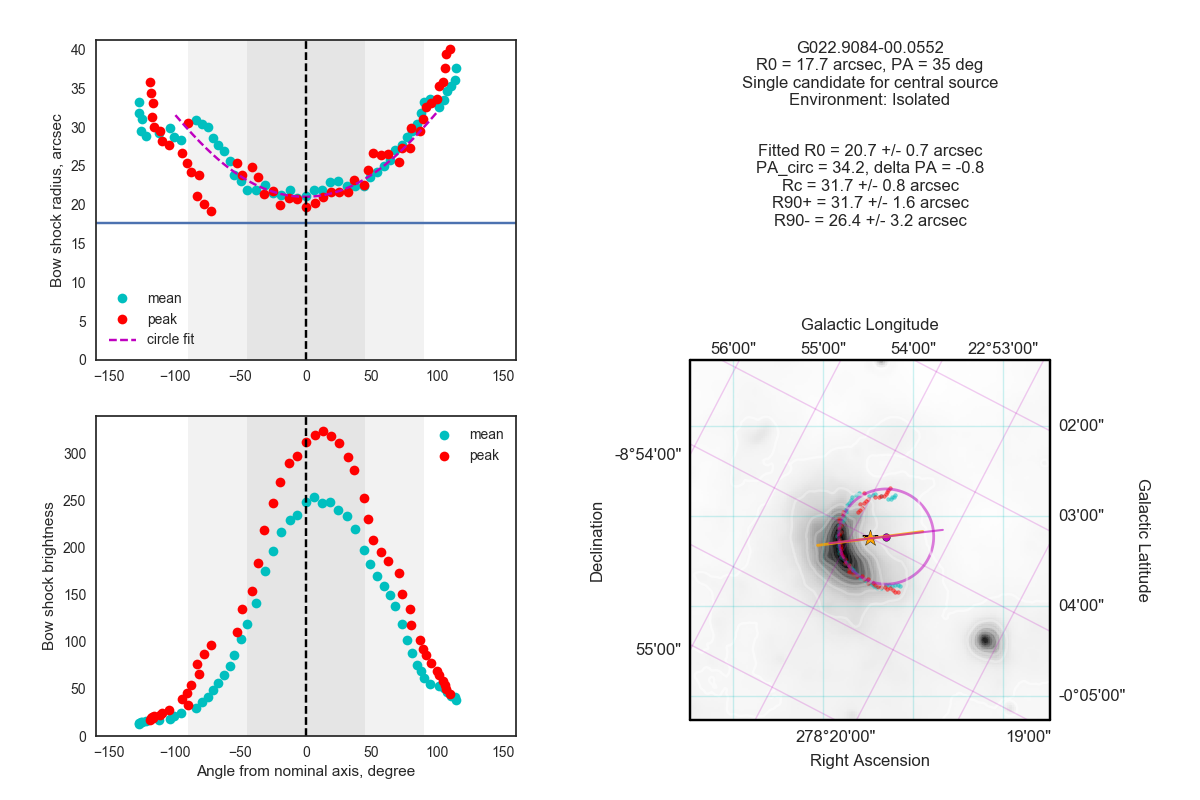 40
35
30
25
20
15
10
5
0
Bow shock radius, arcsec
mean
peak
circle fit
−150 −100 −50 0 50 100 150
300
250
200
150
100
50
0
Bow shock brightness
mean
peak
−150 −100 −50 0 50 100 150
Angle from nominal axis, degree
G022.9084-00.0552
R0 = 17.7 arcsec, PA = 35 deg
Single candidate for central source
Environment: Isolated
Fitted R0 = 20.7 +/- 0.7 arcsec
PA_circ = 34.2, delta PA = -0.8
Rc = 31.7 +/- 0.8 arcsec
R90+ = 31.7 +/- 1.6 arcsec
R90- = 26.4 +/- 3.2 arcsec
Galactic Longitude
56'00" 55'00" 54'00" 22°53'00"
-8°54'00"
55'00"
Declination
02'00"
03'00"
04'00"
-0°05'00"
Galactic Latitude
278°21'00" 19'00"
Right Ascension